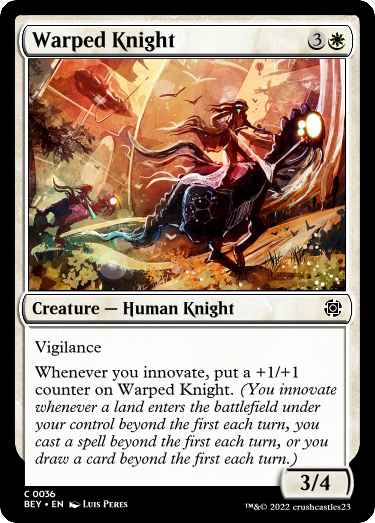 Warped Knight 3
Creature — Human Knight
Vigilance
Whenever you innovate, put a +1/+1
counter on Warped Knight. (You innovate
whenever a land enters the battlefield under
your control beyond the first each turn, you
cast a spell beyond the first each turn, or you
draw a card beyond the first each turn.)
3/4
C 0036
BEY • EN Luis Peres
™&© 2022 crushcastles23